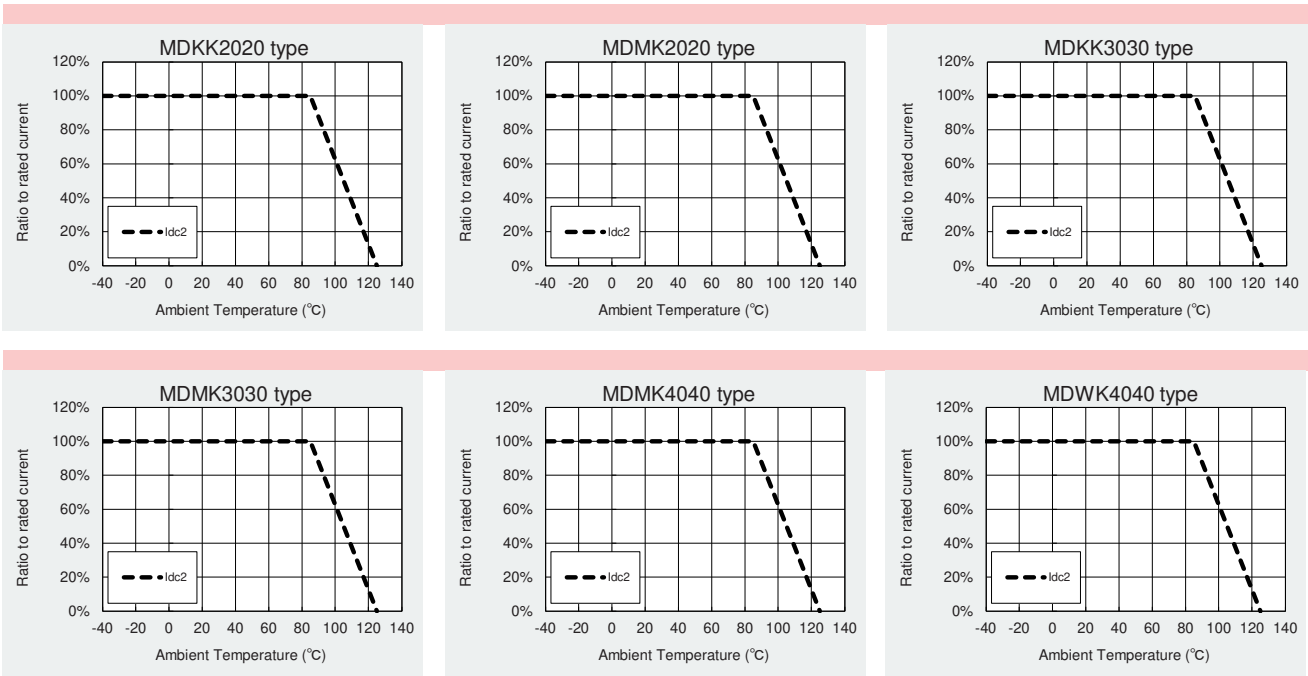 MDKK2020 type
120%
100%
80%
60%
40%
20%
0%
Ratio to rated current
Idc2
-40 -20 0 20 40 60 80 100 120 140
Ambient Temperature (℃)
MDMK2020 type
120%
100%
80%
60%
40%
20%
0%
Ratio to rated current
Idc2
-40 -20 0 20 40 60 80 100 120 140
Ambient Temperature (℃)
MDKK3030 type
120%
100%
80%
60%
40%
20%
0%
Ratio to rated current
Idc2
-40 -20 0 20 40 60 80 100 120 140
Ambient Temperature (℃)
MDMK3030 type
120%
100%
80%
60%
40%
20%
0%
Ratio to rated current
Idc2
-40 -20 0 20 40 60 80 100 120 140
Ambient Temperature (℃)
MDMK4040 type
120%
100%
80%
60%
40%
20%
0%
Ratio to rated current
Idc2
-40 -20 0 20 40 60 80 100 120 140
Ambient Temperature (℃)
MDWK4040 type
120%
100%
80%
60%
40%
20%
0%
Ratio to rated current
Idc2
-40 -20 0 20 40 60 80 100 120 140
Ambient Temperature (℃)